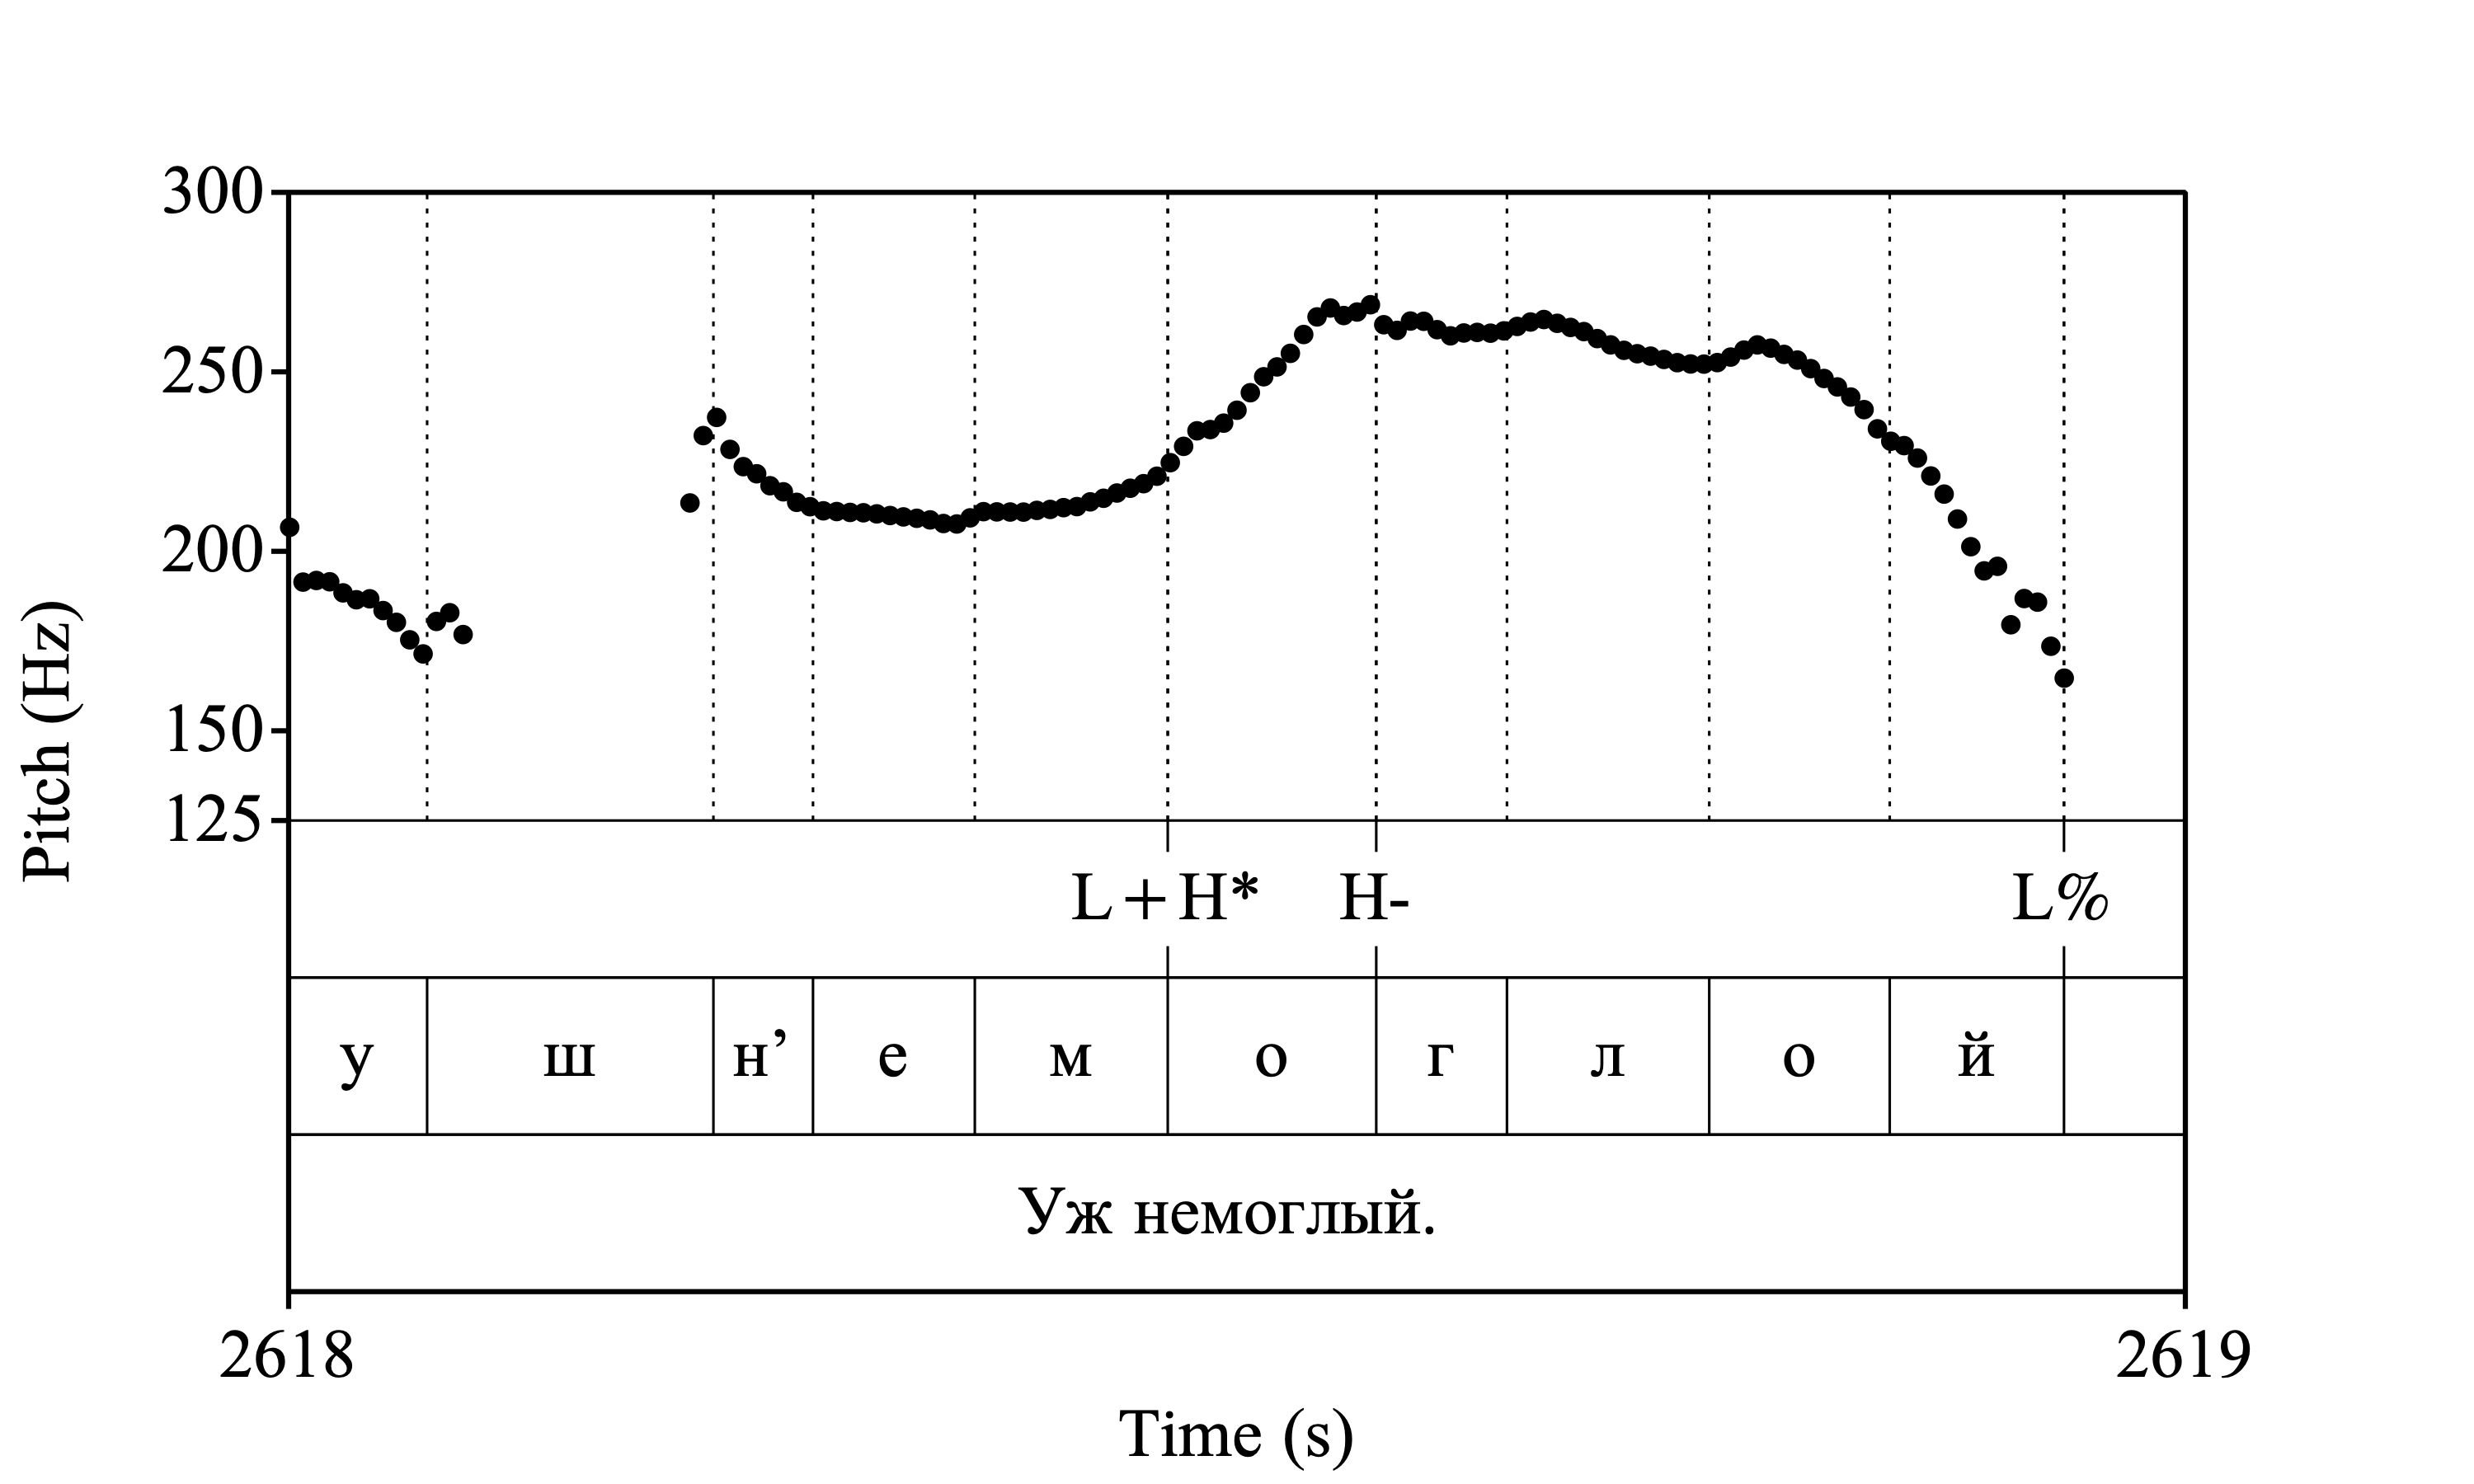 300
250
200
150
125
Pitch (Hz)
L+H* H- L%
у ш н’ е м о г л о й
Уж немоглый.
2618 2619
Time (s)